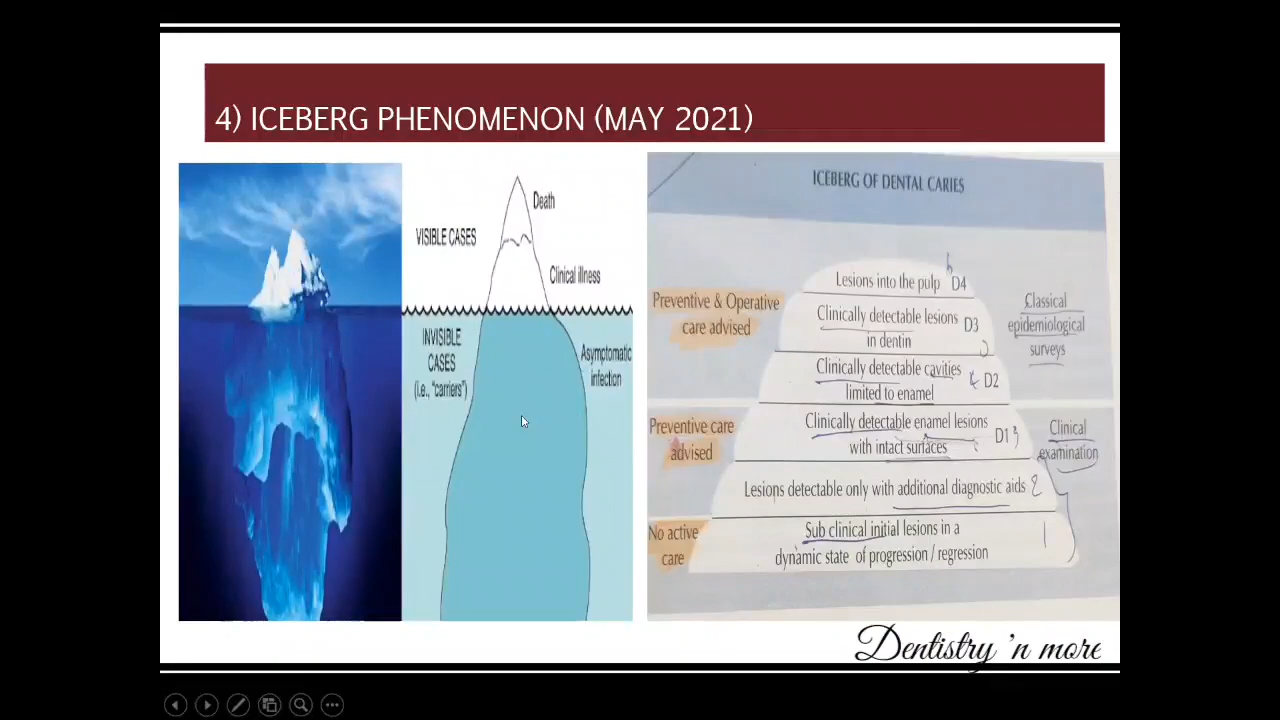 4) ICEBERG PHENOMENON (MAY 2021)
Death
VISIBLE CASES
Clinical illness
INVISIBLE
CASES
(i.e., "carriers")
Asymptomatic
infection
ICEBERG OF DENTAL CARIES
Preventive & Operative
care advised
Preventive care
advised
No active
care
Lesions into the pulp D4
Clinically detectable lesions
in dentin D3
Clinically detectable cavities
limited to enamel D2
Clinically detectable enamel lesions
with intact surfaces D1 3
Lesions detectable only with additional diagnostic aids 2
Sub clinical initial lesions in a
dynamic state of progression / regression 1
Classical
epidemiological
surveys
Clinical
examination
Dentistry 'n more